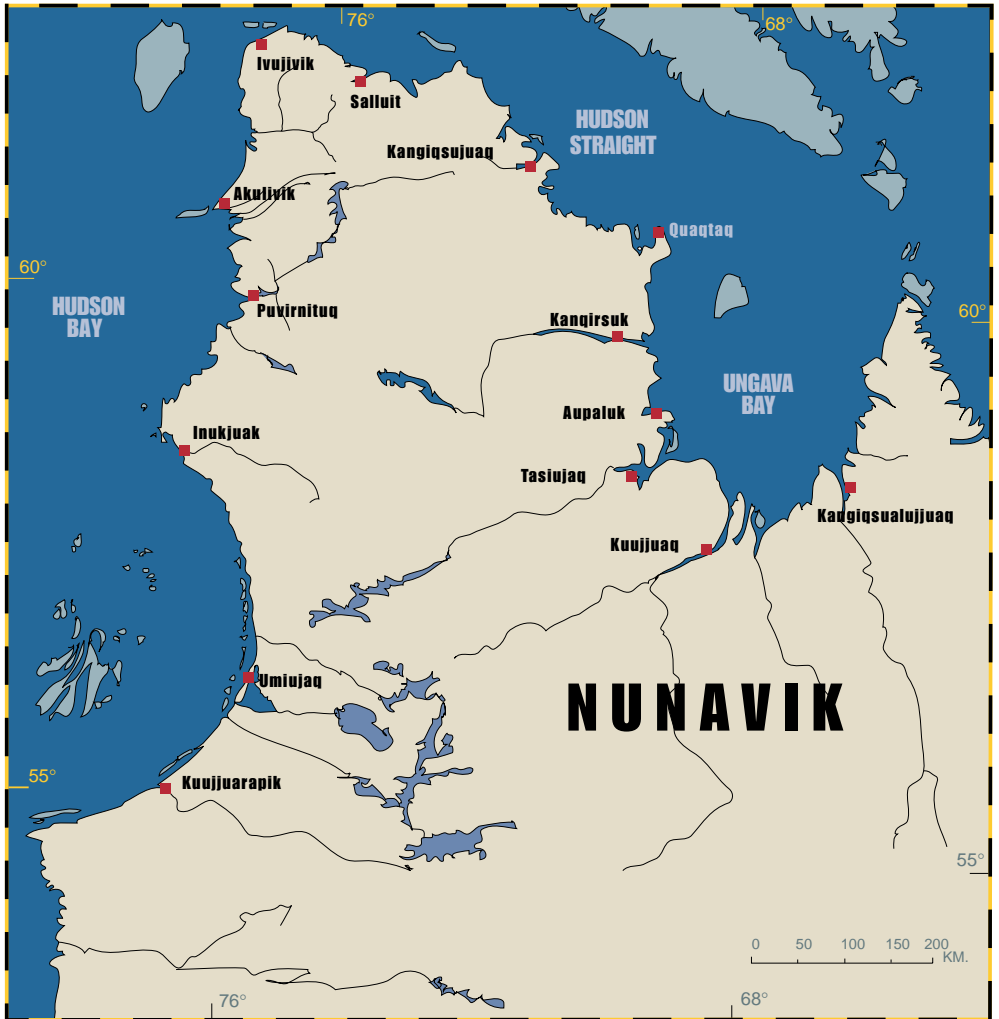 76°
68°
Ivujivik
Salluit
HUDSON
STRAIGHT
Kangiqsujuaq
Akulivik
Quaqtaq
60°
HUDSON
BAY
Puvirnituq
Kanqirsuk
60°
UNGAVA
BAY
Aupaluk
Inukjuak
Tasiujaq
Kangiqsualujjuaq
Kuujjuaq
Umiujaq
NUNAVIK
55°
Kuujjuarapik
55°
0 50 100 150 200
KM.
76°
68°